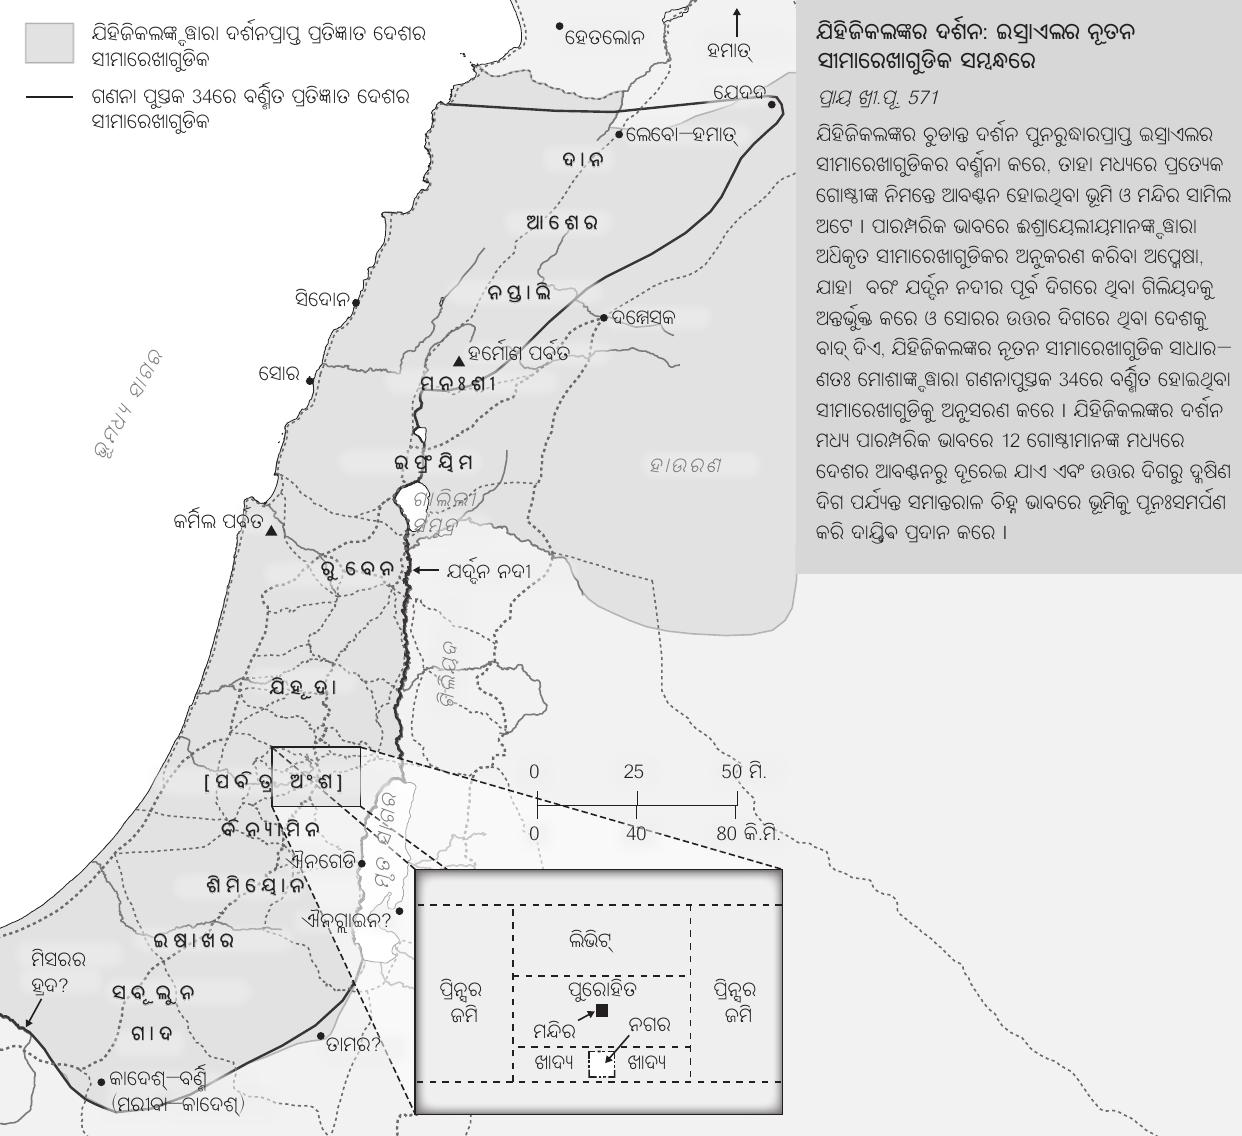 ଯିହିଜିକଲଙ୍କ ଦ୍ୱାରା ଦର୍ଶନପ୍ରାପ୍ତ ପ୍ରତିଜ୍ଞାତ ଦେଶର
ସୀମାରେଖାଗୁଡିକ
ଗଣନା ପୁସ୍ତକ 34ରେ ବର୍ଣ୍ଣିତ ପ୍ରତିଜ୍ଞାତ ଦେଶର
ସୀମାରେଖାଗୁଡିକ
ଯିହିଜିକଲଙ୍କର ଦର୍ଶନ: ଇସ୍ରାଏଲର ନୂତନ
ସୀମାରେଖାଗୁଡିକ ସମ୍ବନ୍ଧରେ
ପ୍ରାୟ ଖ୍ରୀ.ପୂ. 571
ଯିହିଜିକଲଙ୍କର ଚୁଡାନ୍ତ ଦର୍ଶନ ପୁନରୁଦ୍ଧାରପ୍ରାପ୍ତ ଇସ୍ରାଏଲର
ସୀମାରେଖାଗୁଡିକର ବର୍ଣ୍ଣନା କରେ, ତାହା ମଧ୍ୟରେ ପ୍ରତ୍ୟେକ
ଗୋଷ୍ଠୀଙ୍କ ନିମନ୍ତେ ଆବଣ୍ଟନ ହୋଇଥିବା ଭୂମି ଓ ମନ୍ଦିର ସାମିଲ
ଅଟେ । ପାରମ୍ପରିକ ଭାବରେ ଈଶ୍ରାୟେଲୀୟମାନଙ୍କ ଦ୍ୱାରା
ଅଧିକୃତ ସୀମାରେଖାଗୁଡିକର ଅନୁକରଣ କରିବା ଅପେକ୍ଷା,
ଯାହା ବରଂ ଯର୍ଦ୍ଦନ ନଦୀର ପୂର୍ବ ଦିଗରେ ଥିବା ଗିଲିୟଦକୁ
ଅନ୍ତର୍ଭୁକ୍ତ କରେ ଓ ସୋରର ଉତ୍ତର ଦିଗରେ ଥିବା ଦେଶକୁ
ବାଦ୍ ଦିଏ, ଯିହିଜିକଲଙ୍କର ନୂତନ ସୀମାରେଖାଗୁଡିକ ସାଧାର–
ଣତଃ ମୋଶାଙ୍କ ଦ୍ୱାରା ଗଣନାପୁସ୍ତକ 34ରେ ବର୍ଣ୍ଣିତ ହୋଇଥିବା
ସୀମାରେଖାଗୁଡିକୁ ଅନୁସରଣ କରେ । ଯିହିଜିକଲଙ୍କର ଦର୍ଶନ
ମଧ୍ୟ ପାରମ୍ପରିକ ଭାବରେ 12 ଗୋଷ୍ଠୀମାନଙ୍କ ମଧ୍ୟରେ
ଦେଶର ଆବଣ୍ଟନରୁ ଦୂରେଇ ଯାଏ ଏବଂ ଉତ୍ତର ଦିଗରୁ ଦକ୍ଷିଣ
ଦିଗ ପର୍ଯ୍ୟନ୍ତ ସମାନ୍ତରାଳ ଚିହ୍ନ ଭାବରେ ଭୂମିକୁ ପୂନଃସମର୍ପଣ
କରି ଦାୟିତ୍ୱ ପ୍ରଦାନ କରେ ।
ହେତଲୋନ
ହମାତ୍
ଯେଦଦ
ଲେବୋ–ହମାତ୍
ଦାନ
ଆଶେର
ନପ୍ତାଲି
ସିଦୋନ
ଦମ୍ମେସକ
ହର୍ମୋଣ ପର୍ବତ
ସୋର
ମନଃଶୀ
ଭୂମଧ୍ୟ ସାଗର
ଇଫ୍ରୟିମ
ହାଉରଣ
ଗାଲିଲୀ
ସମୁଦ୍ର
କର୍ମିଲ ପର୍ବତ
ରୁବେନ
ଯର୍ଦ୍ଦନ ନଦୀ
ଗିଲିୟଦ
ଯିହୂଦା
[ପବିତ୍ର ଅଂଶ]
0 25 50 ମି.
0 40 80 କି.ମି.
ବିନ୍ୟାମିନ
ମୃତ ସାଗର
ଐନଗେଡି
ଶିମିୟୋନ
ଐନଗ୍ଲାଇନ?
ଇଷାଖର
ମିସରର
ହ୍ରଦ?
ସବୂଲୁନ
ଗାଦ
ତାମର?
କାଦେଶ୍–ବର୍ଣ୍ଣି
(ମରୀବା–କାଦେଶ୍)
ଲିଭିଟ୍
ପ୍ରିନ୍ସର
ଜମି
ପୁରୋହିତ
ପ୍ରିନ୍ସର
ଜମି
ମନ୍ଦିର
ନଗର
ଖାଦ୍ୟ
ଖାଦ୍ୟ